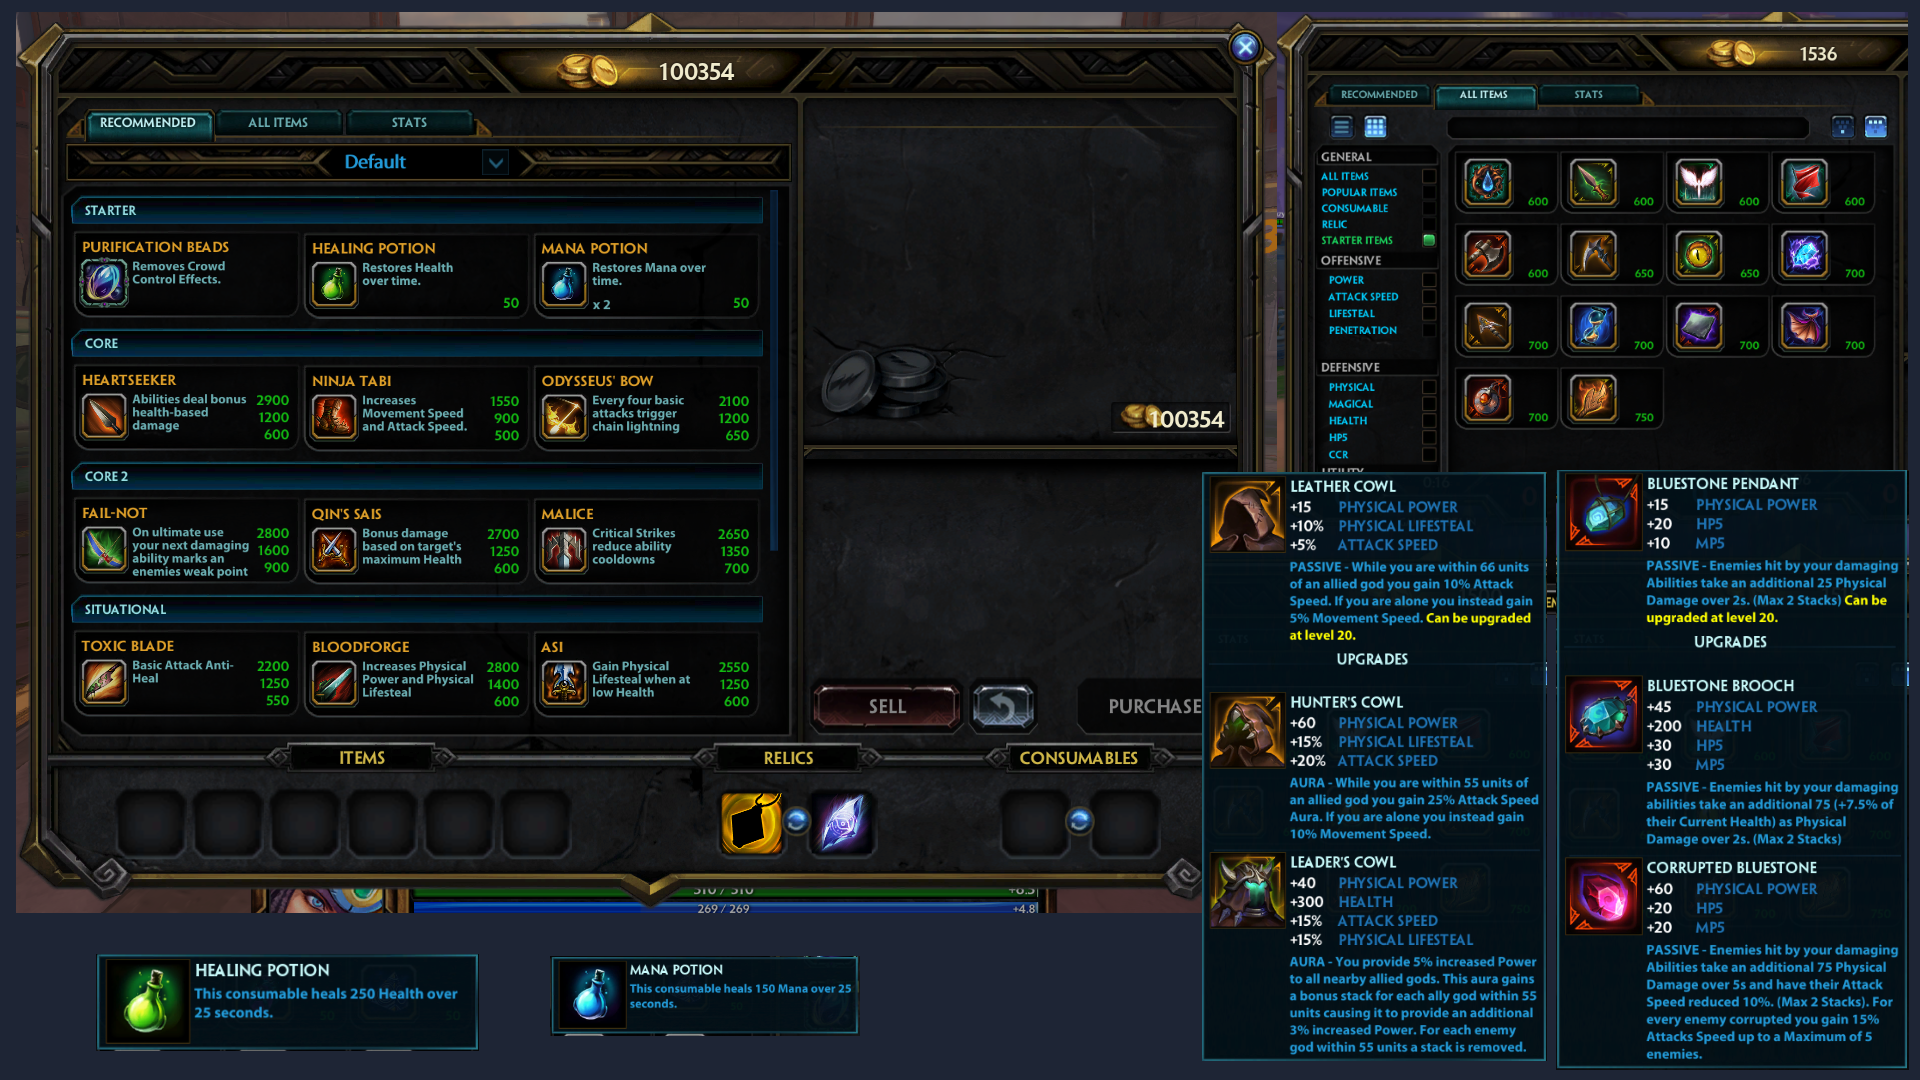 100354
RECOMMENDED
ALL ITEMS
STATS
Default
STARTER
PURIFICATION BEADS
Removes Crowd
Control Effects.
HEALING POTION
Restores Health
over time.
50
MANA POTION
Restores Mana over
time.
x 2
50
CORE
HEARTSEEKER
Abilities deal bonus
health-based
damage
2900
1200
600
NINJA TABI
Increases
Movement Speed
and Attack Speed.
1550
900
500
ODYSSEUS' BOW
Every four basic
attacks trigger
chain lightning
2100
1200
650
CORE 2
FAIL-NOT
On ultimate use
your next damaging
ability marks an
enemies weak point
2800
1600
900
QIN'S SAIS
Bonus damage
based on target's
maximum Health
2700
1250
600
MALICE
Critical Strikes
reduce ability
cooldowns
2650
1350
700
SITUATIONAL
TOXIC BLADE
Basic Attack Anti-
Heal
2200
1250
550
BLOODFORGE
Increases Physical
Power and Physical
Lifesteal
2800
1400
600
ASI
Gain Physical
Lifesteal when at
low Health
2550
1250
600
100354
SELL
PURCHASE
ITEMS
RELICS
CONSUMABLES
510 / 510
+6.5
269 / 269
+4.8
1536
RECOMMENDED
ALL ITEMS
STATS
GENERAL
ALL ITEMS
POPULAR ITEMS
CONSUMABLE
RELIC
STARTER ITEMS
OFFENSIVE
POWER
ATTACK SPEED
LIFESTEAL
PENETRATION
DEFENSIVE
PHYSICAL
MAGICAL
HEALTH
HP5
CCR
UTILITY
600
600
600
600
600
650
650
700
700
700
700
700
700
750
LEATHER COWL
+15 PHYSICAL POWER
+10% PHYSICAL LIFESTEAL
+5% ATTACK SPEED
PASSIVE - While you are within 66 units
of an allied god you gain 10% Attack
Speed. If you are alone you instead gain
5% Movement Speed. Can be upgraded
at level 20.
UPGRADES
HUNTER'S COWL
+60 PHYSICAL POWER
+15% PHYSICAL LIFESTEAL
+20% ATTACK SPEED
AURA - While you are within 55 units of
an allied god you gain 25% Attack Speed
Aura. If you are alone you instead gain
10% Movement Speed.
LEADER'S COWL
+40 PHYSICAL POWER
+300 HEALTH
+15% ATTACK SPEED
+15% PHYSICAL LIFESTEAL
AURA - You provide 5% increased Power
to all nearby allied gods. This aura gains
a bonus stack for each ally god within 55
units causing it to provide an additional
3% increased Power. For each enemy
god within 55 units a stack is removed.
BLUESTONE PENDANT
+15 PHYSICAL POWER
+20 HP5
+10 MP5
PASSIVE - Enemies hit by your damaging
Abilities take an additional 25 Physical
Damage over 2s. (Max 2 Stacks) Can be
upgraded at level 20.
UPGRADES
BLUESTONE BROOCH
+45 PHYSICAL POWER
+200 HEALTH
+30 HP5
+30 MP5
PASSIVE - Enemies hit by your damaging
abilities take an additional 75 (+7.5% of
their Current Health) as Physical
Damage over 2s. (Max 2 Stacks)
CORRUPTED BLUESTONE
+60 PHYSICAL POWER
+20 HP5
+20 MP5
PASSIVE - Enemies hit by your damaging
Abilities take an additional 75 Physical
Damage over 5s and have their Attack
Speed reduced 10%. (Max 2 Stacks). For
every enemy corrupted you gain 15%
Attacks Speed up to a Maximum of 5
enemies.
HEALING POTION
This consumable heals 250 Health over
25 seconds.
MANA POTION
This consumable heals 150 Mana over 25
seconds.